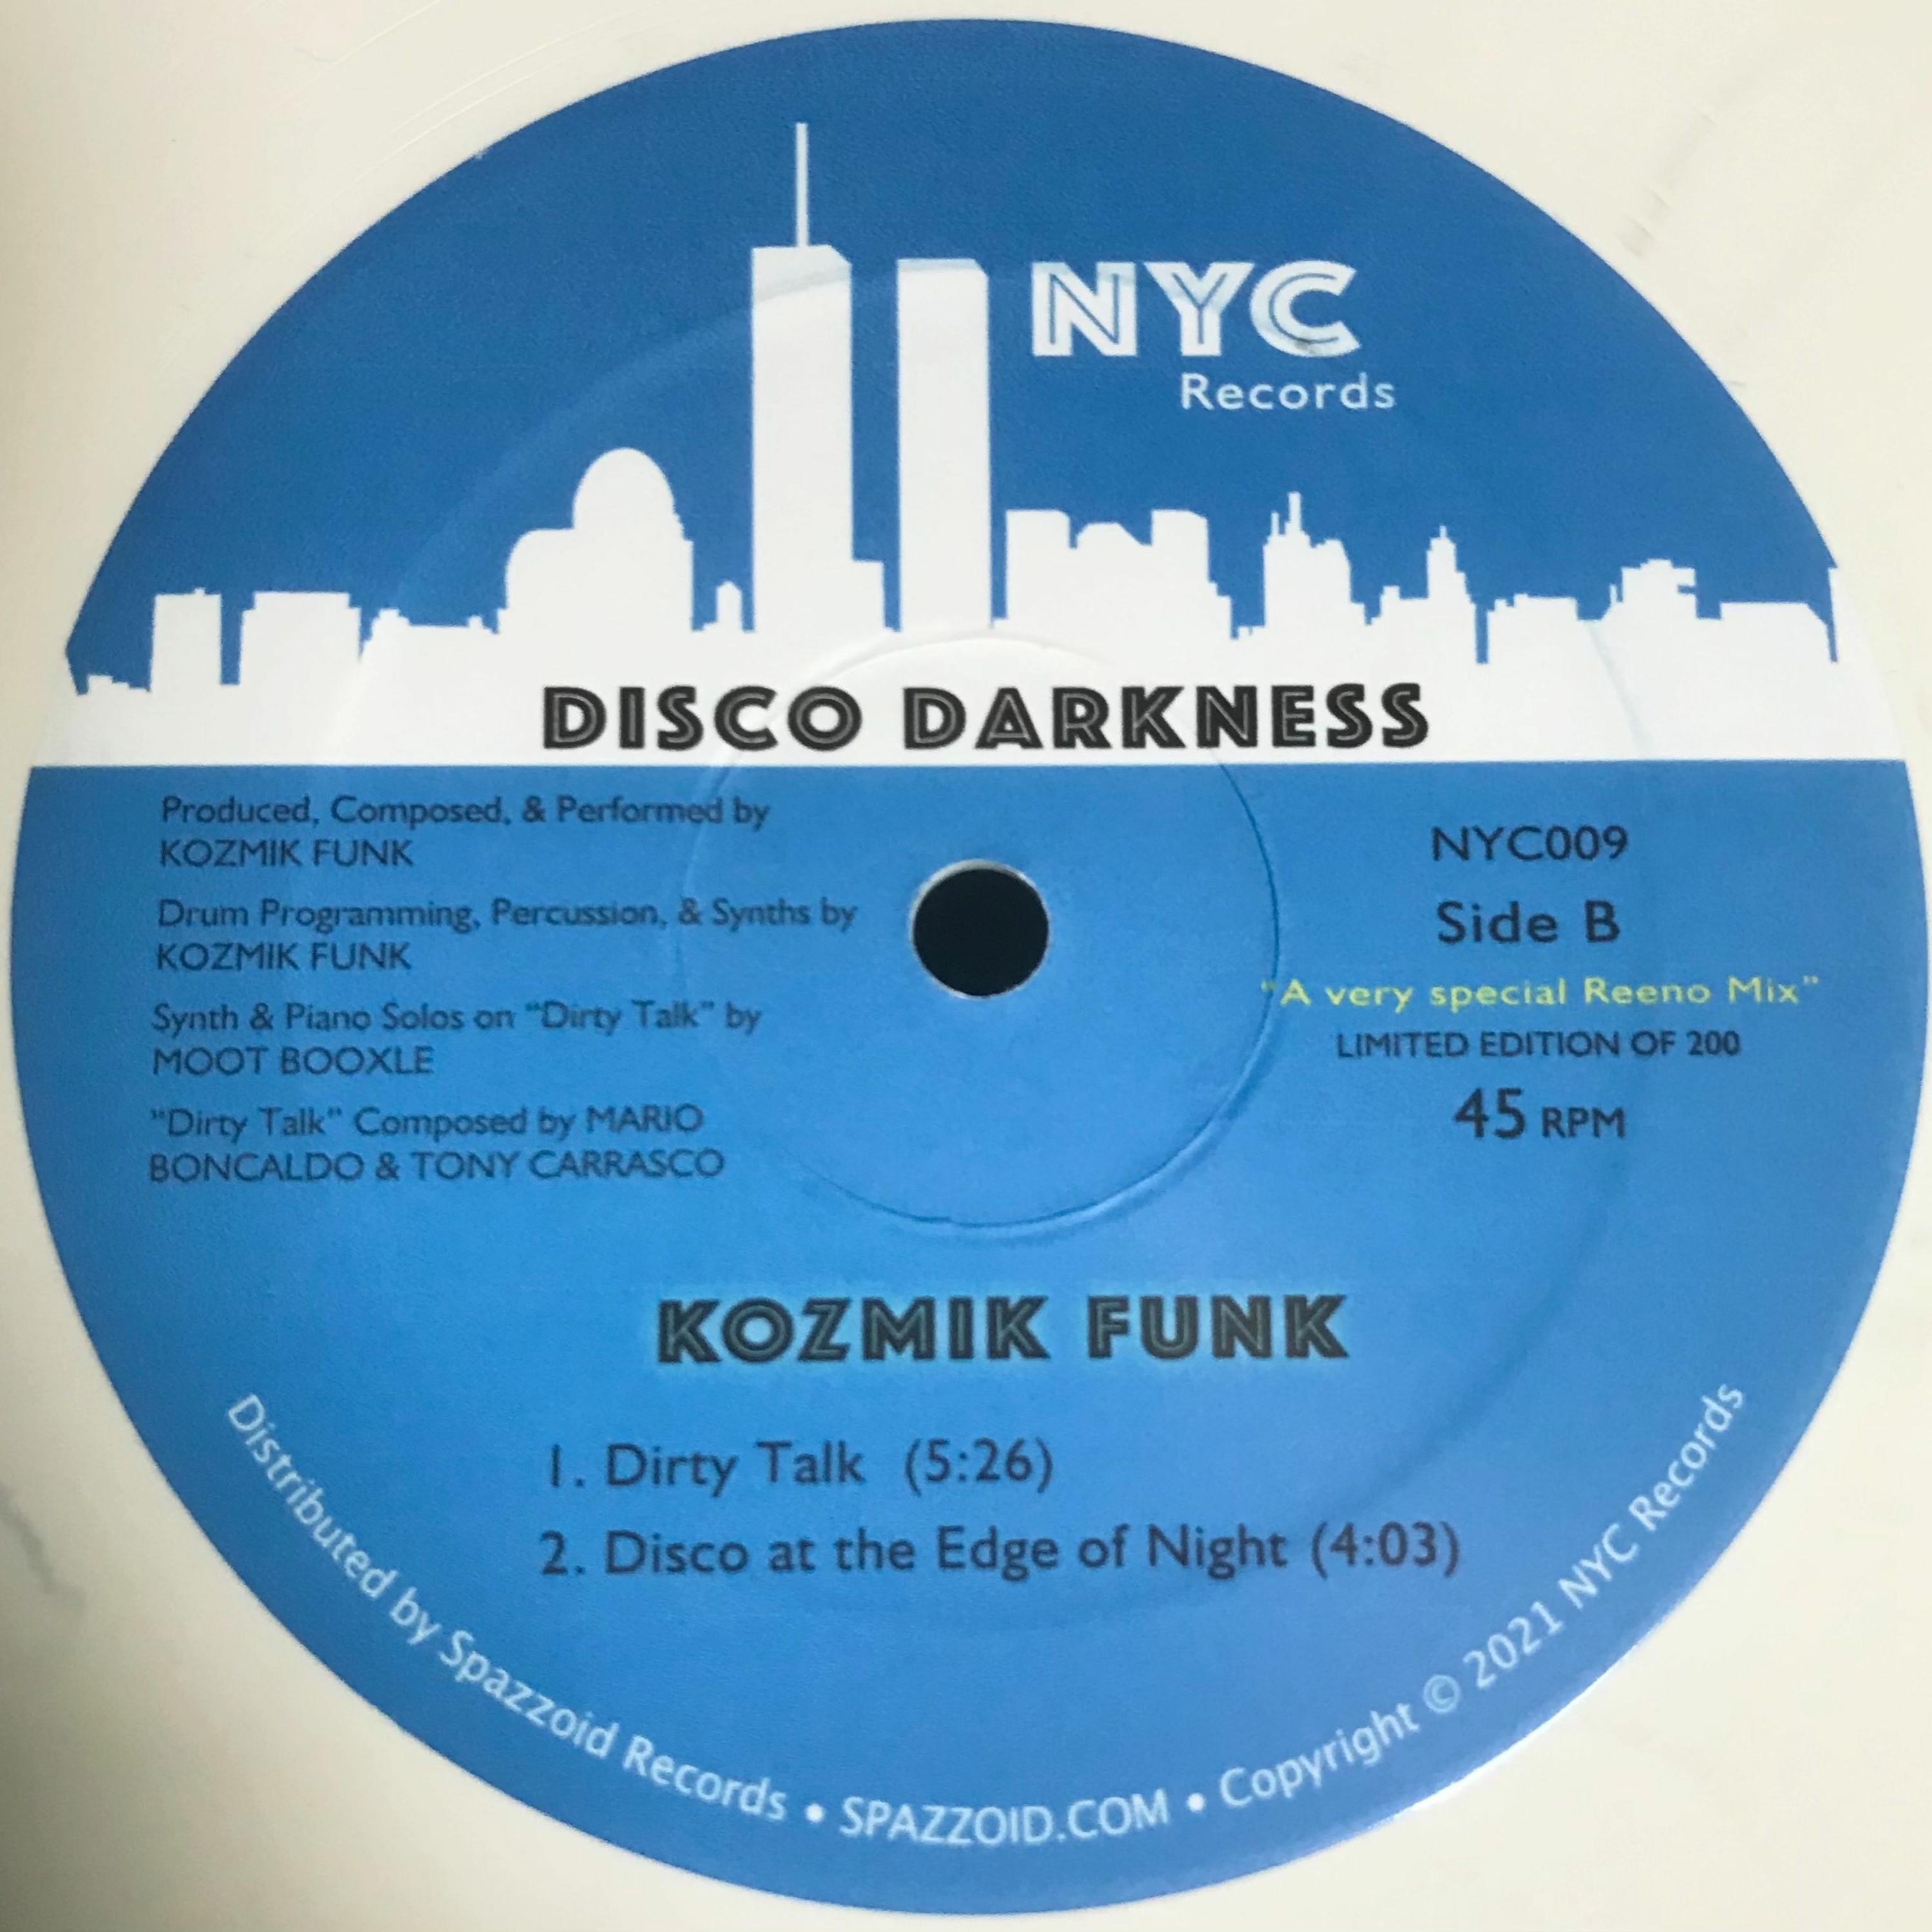 NYC
Records
DISCO DARKNESS
Produced, Composed, & Performed by
KOZMIK FUNK
Drum Programming, Percussion, & Synths by
KOZMIK FUNK
Synth & Piano Solos on "Dirty Talk" by
MOOT BOOXLE
"Dirty Talk" Composed by MARIO
BONCALDO & TONY CARRASCO
NYC009
Side B
"A very special Reeno Mix"
LIMITED EDITION OF 200
45 RPM
KOZMIK FUNK
1. Dirty Talk (5:26)
2. Disco at the Edge of Night (4:03)
Distributed by Spazzoid Records • SPAZZOID.COM • Copyright © 2021 NYC Records